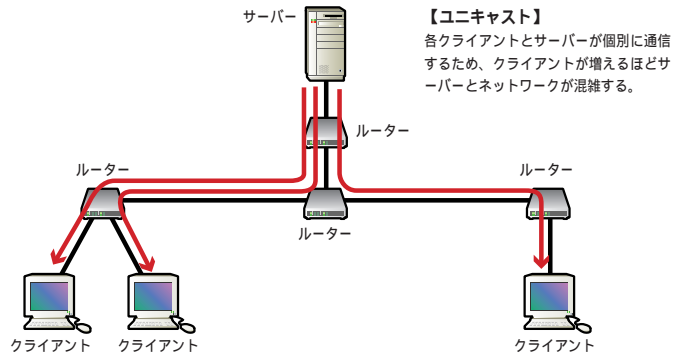 サーバー
【ユニキャスト】
各クライアントとサーバーが個別に通信
するため、クライアントが増えるほどサ
ーバーとネットワークが混雑する。
ルーター
ルーター
ルーター
ルーター
クライアント
クライアント
クライアント